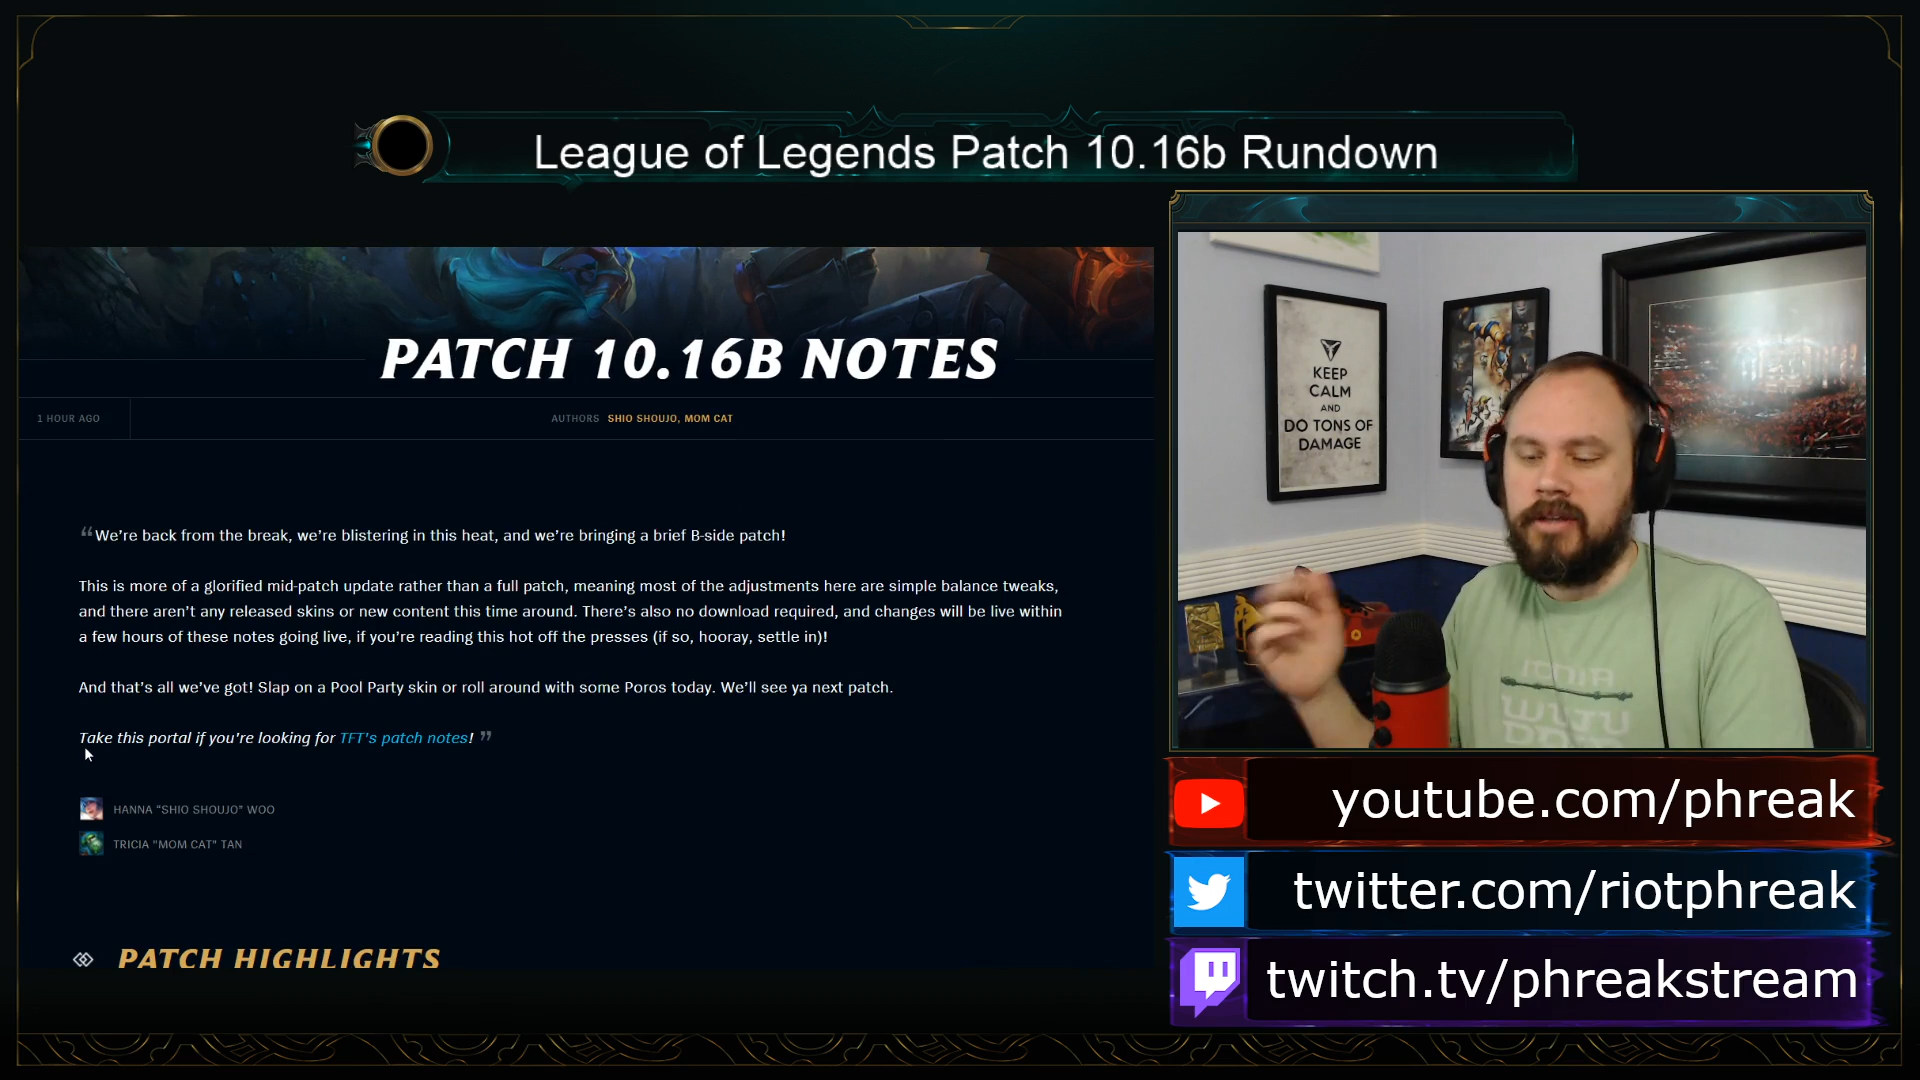 League of Legends Patch 10.16b Rundown
PATCH 10.16B NOTES
1 HOUR AGO
AUTHORS SHIO SHOUJO, MOM CAT
“We’re back from the break, we’re blistering in this heat, and we’re bringing a brief B-side patch!
This is more of a glorified mid-patch update rather than a full patch, meaning most of the adjustments here are simple balance tweaks,
and there aren’t any released skins or new content this time around. There’s also no download required, and changes will be live within
a few hours of these notes going live, if you’re reading this hot off the presses (if so, hooray, settle in)!
And that’s all we’ve got! Slap on a Pool Party skin or roll around with some Poros today. We’ll see ya next patch.
Take this portal if you’re looking for TFT’s patch notes! ”
HANNA “SHIO SHOUJO” WOO
TRICIA “MOM CAT” TAN
PATCH HIGHLIGHTS
KEEP
CALM
AND
DO TONS OF
DAMAGE
IONIA
WUJU
youtube.com/phreak
twitter.com/riotphreak
twitch.tv/phreakstream